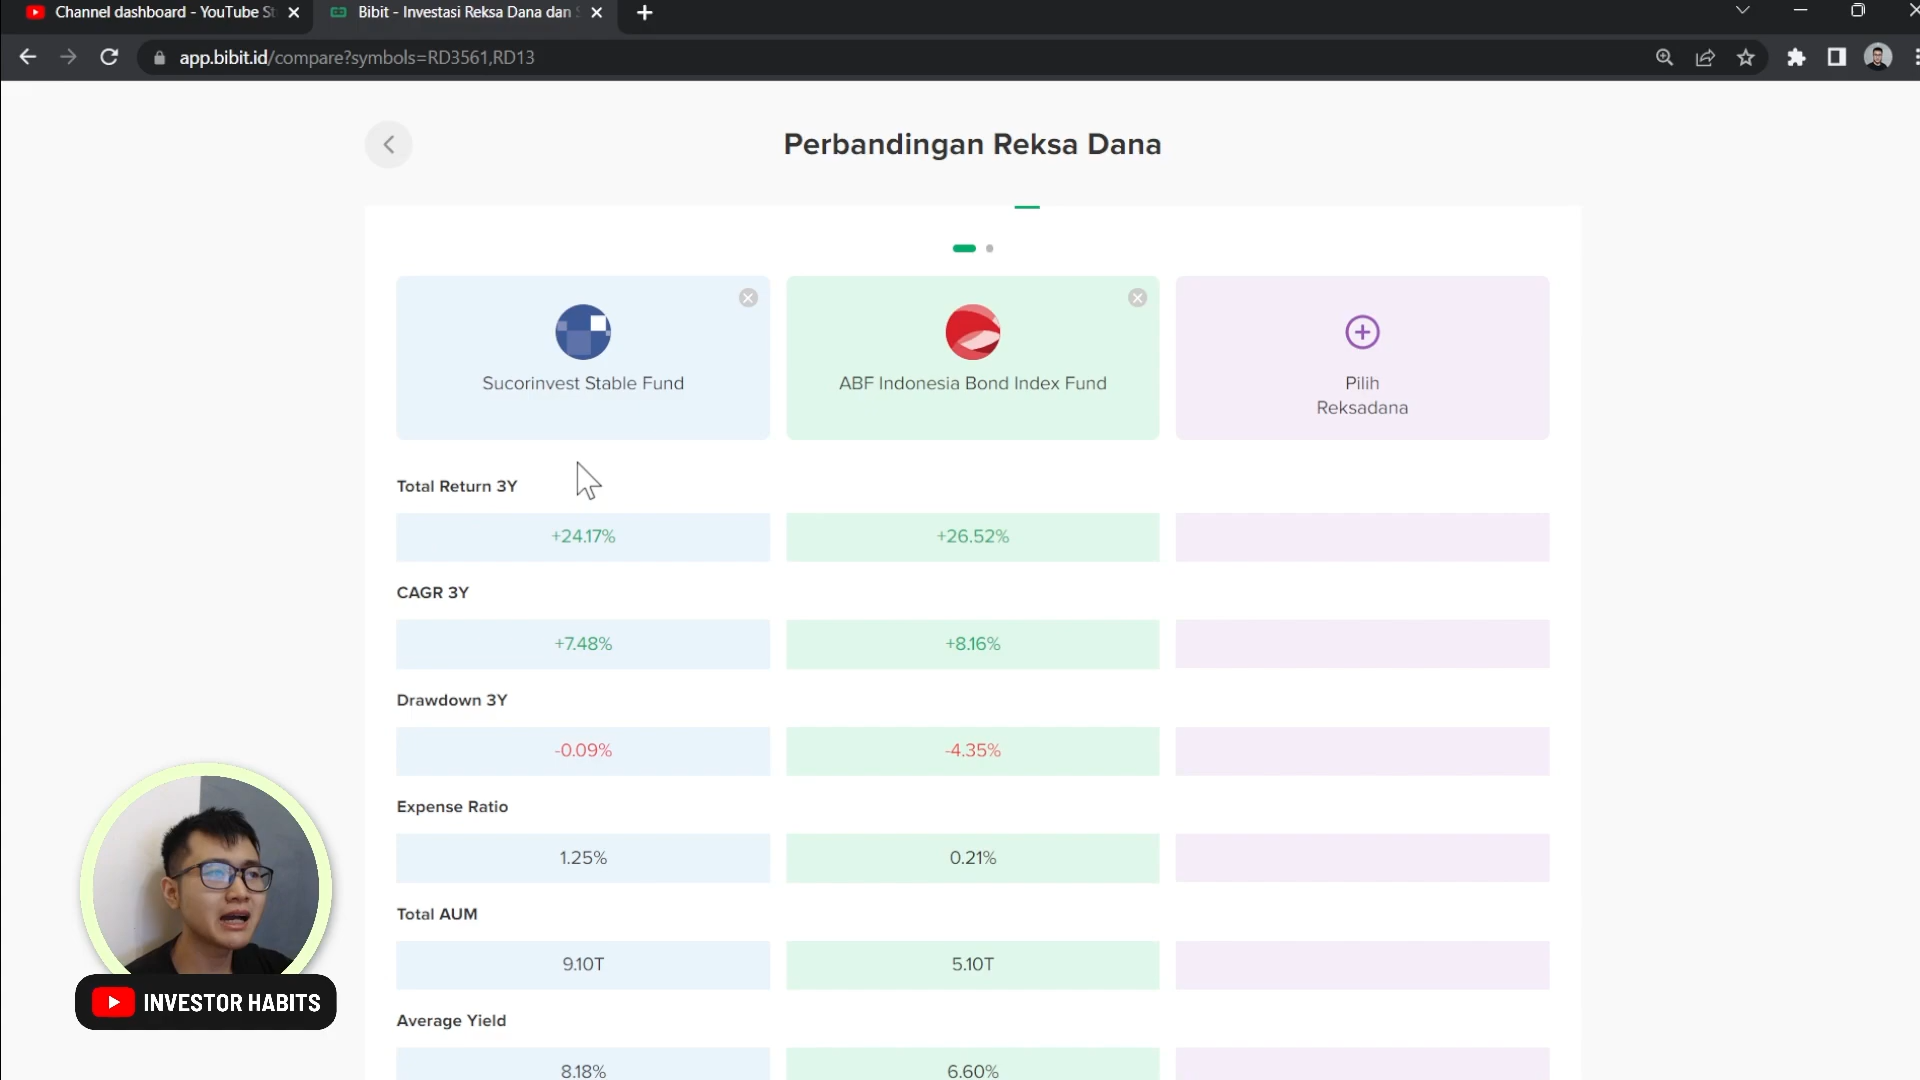 Channel dashboard - YouTube St
Bibit - Investasi Reksa Dana dan S
app.bibit.id/compare?symbols=RD3561,RD13
Perbandingan Reksa Dana
Sucorinvest Stable Fund
ABF Indonesia Bond Index Fund
Pilih
Reksadana
Total Return 3Y
+24.17%
+26.52%
CAGR 3Y
+7.48%
+8.16%
Drawdown 3Y
-0.09%
-4.35%
Expense Ratio
1.25%
0.21%
Total AUM
9.10T
5.10T
Average Yield
8.18%
6.60%
INVESTOR HABITS